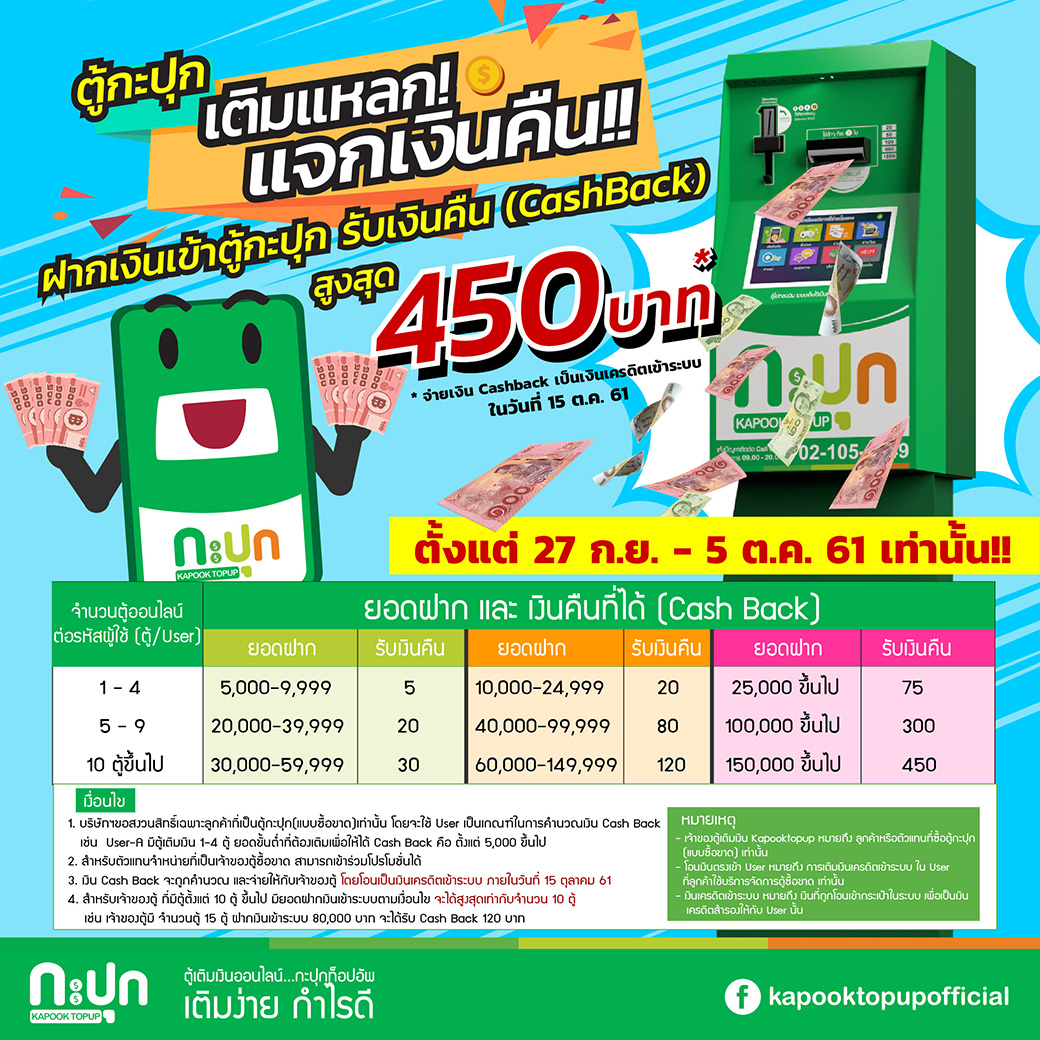 ตู้กะปุก
เติมแหลก!
แจกเงินคืน!!
ฝากเงินเข้าตู้กะปุก รับเงินคืน (CashBack)
สูงสุด 450บาท*
* จ่ายเงิน Cashback เป็นเงินเครดิตเข้าระบบ
ในวันที่ 15 ต.ค. 61
20
50
100
500
1000
HELP!
กะปุก
KAPOOK TOPUP
02-105-
กะปุก
KAPOOK TOPUP
ตั้งแต่ 27 ก.ย. - 5 ต.ค. 61 เท่านั้น!!
จำนวนตู้ออนไลน์
ต่อรหัสผู้ใช้ (ตู้/User)
ยอดฝาก และ เงินคืนที่ได้ (Cash Back)
ยอดฝาก รับเงินคืน ยอดฝาก รับเงินคืน ยอดฝาก รับเงินคืน
1 - 4 5,000-9,999 5 10,000-24,999 20 25,000 ขึ้นไป 75
5 - 9 20,000-39,999 20 40,000-99,999 80 100,000 ขึ้นไป 300
10 ตู้ขึ้นไป 30,000-59,999 30 60,000-149,999 120 150,000 ขึ้นไป 450
เงื่อนไข
1. บริษัทฯขอสงวนสิทธิ์เฉพาะลูกค้าที่เป็นตู้กะปุก(แบบซื้อขาด)เท่านั้น โดยจะใช้ User เป็นเกณฑ์ในการคำนวณเงิน Cash Back
เช่น User-A มีตู้เติมเงิน 1-4 ตู้ ยอดขั้นต่ำที่ต้องเติมเพื่อให้ได้ Cash Back คือ ตั้งแต่ 5,000 ขึ้นไป
2. สำหรับตัวแทนจำหน่ายที่เป็นเจ้าของตู้ซื้อขาด สามารถเข้าร่วมโปรโมชั่นได้
3. เงิน Cash Back จะถูกคำนวณ และจ่ายให้กับเจ้าของตู้ โดยโอนเป็นเงินเครดิตเข้าระบบ ภายในวันที่ 15 ตุลาคม 61
4. สำหรับเจ้าของตู้ ที่มีตู้ตั้งแต่ 10 ตู้ ขึ้นไป มียอดฝากเงินเข้าระบบตามเงื่อนไข จะได้สูงสุดเท่ากับจำนวน 10 ตู้
เช่น เจ้าของตู้มี จำนวนตู้ 15 ตู้ ฝากเงินเข้าระบบ 80,000 บาท จะได้รับ Cash Back 120 บาท
หมายเหตุ
- เจ้าของตู้เติมเงิน Kapooktopup หมายถึง ลูกค้าหรือตัวแทนที่ซื้อตู้กะปุก
(แบบซื้อขาด) เท่านั้น
- โอนเงินตรงเข้า User หมายถึง การเติมเงินเครดิตเข้าระบบ ใน User
ที่ลูกค้าใช้บริการจัดการตู้ซื้อขาด เท่านั้น
- เงินเครดิตเข้าระบบ หมายถึง เงินที่ถูกโอนเข้ากระเป๋าในระบบ เพื่อเป็นเงิน
เครดิตสำรองให้กับ User นั้น
กะปุก
KAPOOK TOPUP
ตู้เติมเงินออนไลน์...กะปุกท็อปอัพ
เติมง่าย กำไรดี
kapooktopupofficial